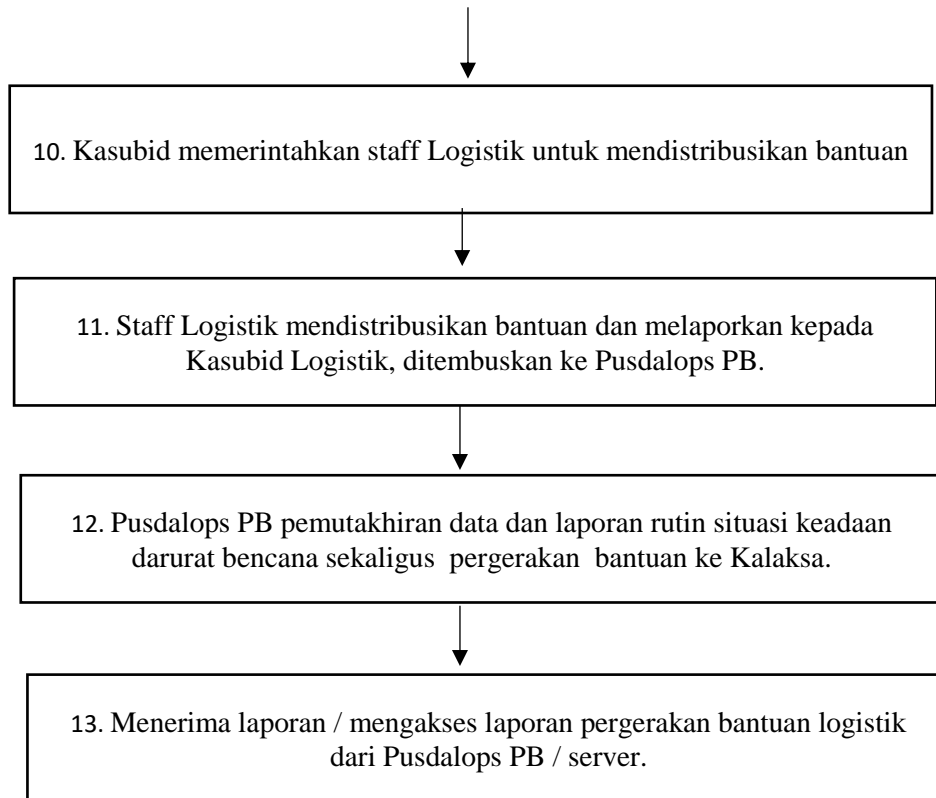 10. Kasubid memerintahkan staff Logistik untuk mendistribusikan bantuan
11. Staff Logistik mendistribusikan bantuan dan melaporkan kepada
Kasubid Logistik, ditembuskan ke Pusdalops PB.
12. Pusdalops PB pemutakhiran data dan laporan rutin situasi keadaan
darurat bencana sekaligus  pergerakan  bantuan ke Kalaksa.
13. Menerima laporan / mengakses laporan pergerakan bantuan logistik
dari Pusdalops PB / server.